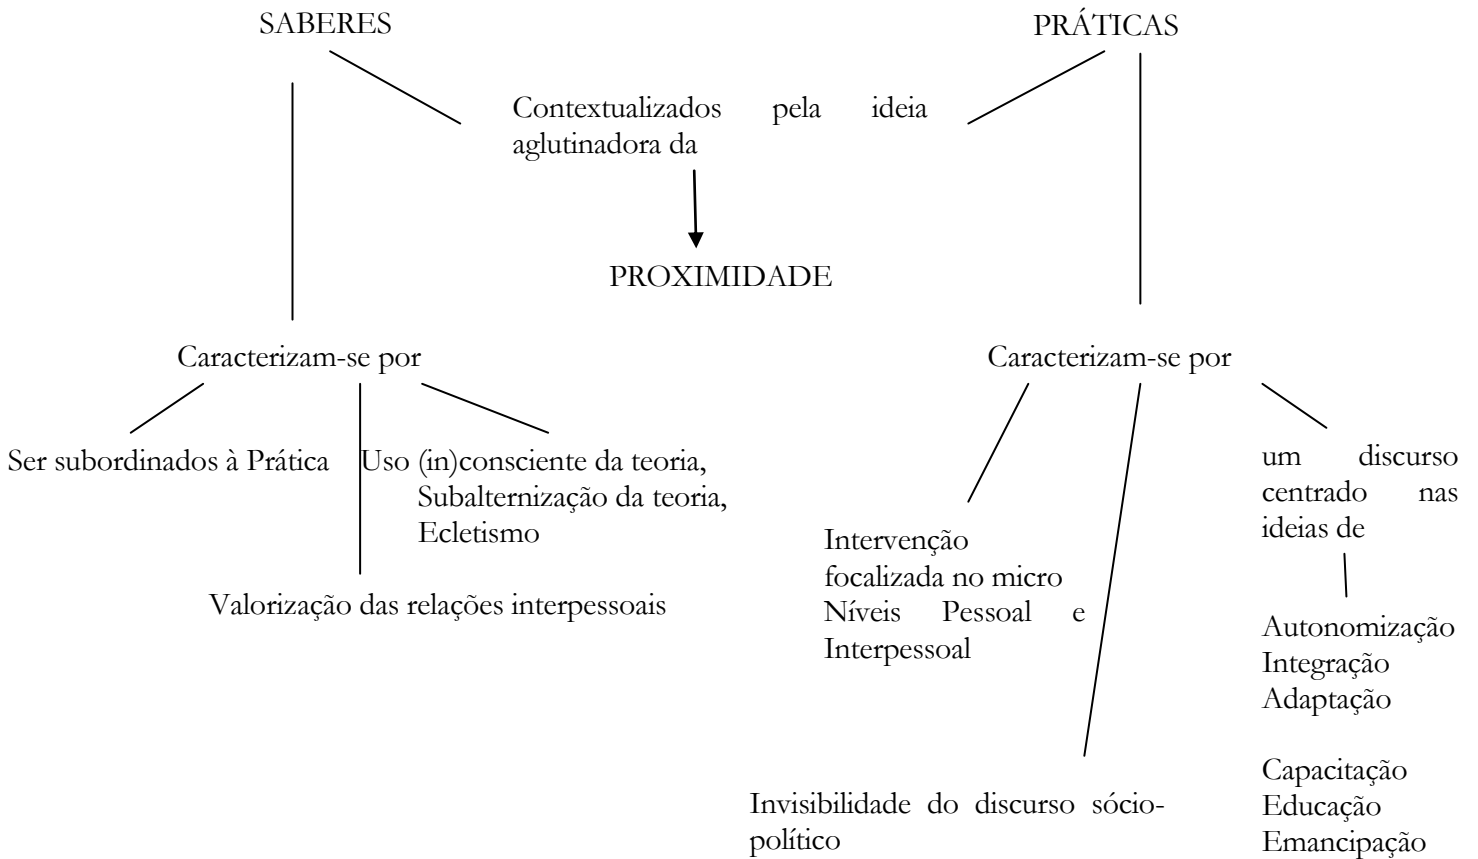 SABERES
PRÁTICAS
Contextualizados pela ideia
aglutinadora da
PROXIMIDADE
Caracterizam-se por
Caracterizam-se por
Ser subordinados à Prática
Uso (in)consciente da teoria,
Subalternização da teoria,
Ecletismo
Valorização das relações interpessoais
Intervenção
focalizada no micro
Níveis Pessoal e
Interpessoal
um discurso
centrado nas
ideias de
Autonomização
Integração
Adaptação
Capacitação
Educação
Emancipação
Invisibilidade do discurso sócio-
político